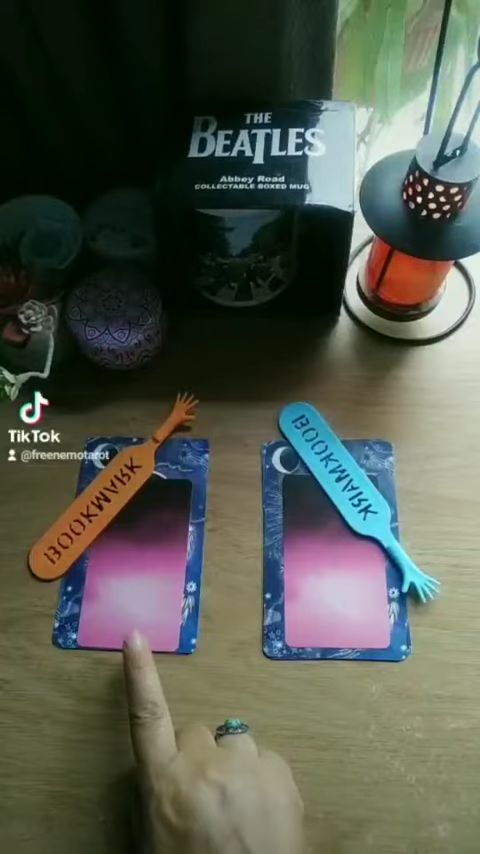 THE
BEATLES
Abbey Road
COLLECTABLE BOXED MUG
TikTok
@freenemotarot
BOOKMARK
BOOKMARK